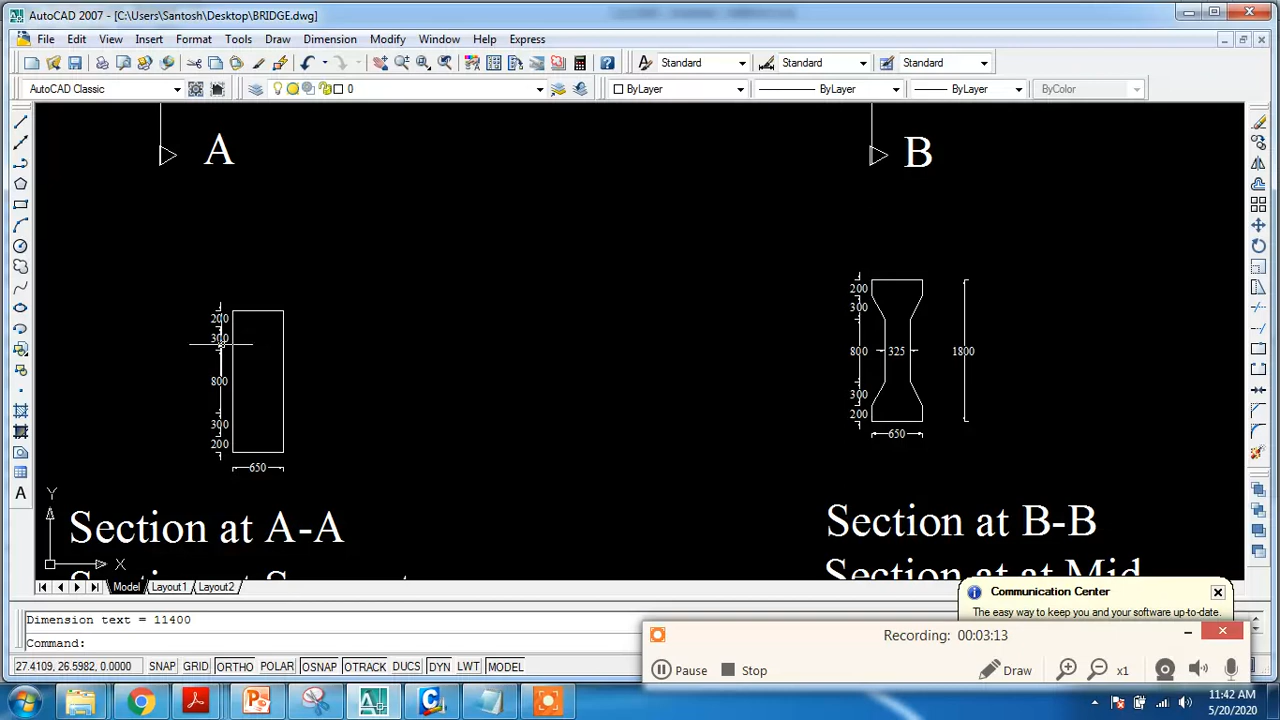 AutoCAD 2007 - [C:\Users\Santosh\Desktop\BRIDGE.dwg]
File Edit View Insert Format Tools Draw Dimension Modify Window Help Express
Standard Standard Standard
AutoCAD Classic 0 ByLayer ByLayer ByLayer ByColor
A B
200
300
800
300
200
650
200
300
800 325 1800
300
200
650
Section at A-A Section at B-B
Section at at Mid
Y
X
Model Layout1 Layout2
Communication Center
The easy way to keep you and your software up-to-date.
Dimension text = 11400
Command:
Recording: 00:03:13
Pause Stop Draw x1
27.4109, 26.5982, 0.0000 SNAP GRID ORTHO POLAR OSNAP OTRACK DUCS DYN LWT MODEL
11:42 AM
5/20/2020